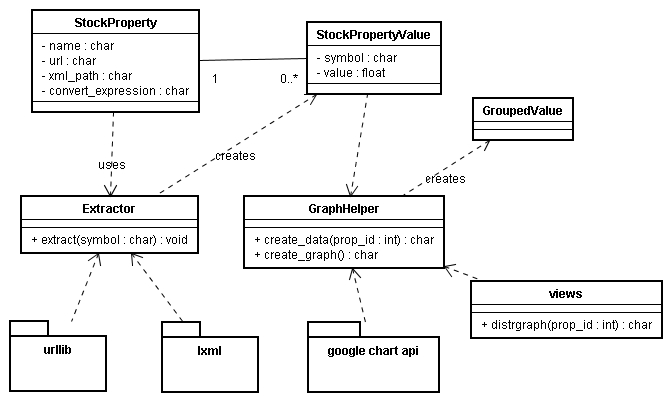 StockProperty
- name : char
- url : char
- xml_path : char
- convert_expression : char
StockPropertyValue
- symbol : char
- value : float
1
0..*
GroupedValue
uses
creates
creates
Extractor
+ extract(symbol : char) : void
GraphHelper
+ create_data(prop_id : int) : char
+ create_graph() : char
views
+ distrgraph(prop_id : int) : char
urllib
lxml
google chart api